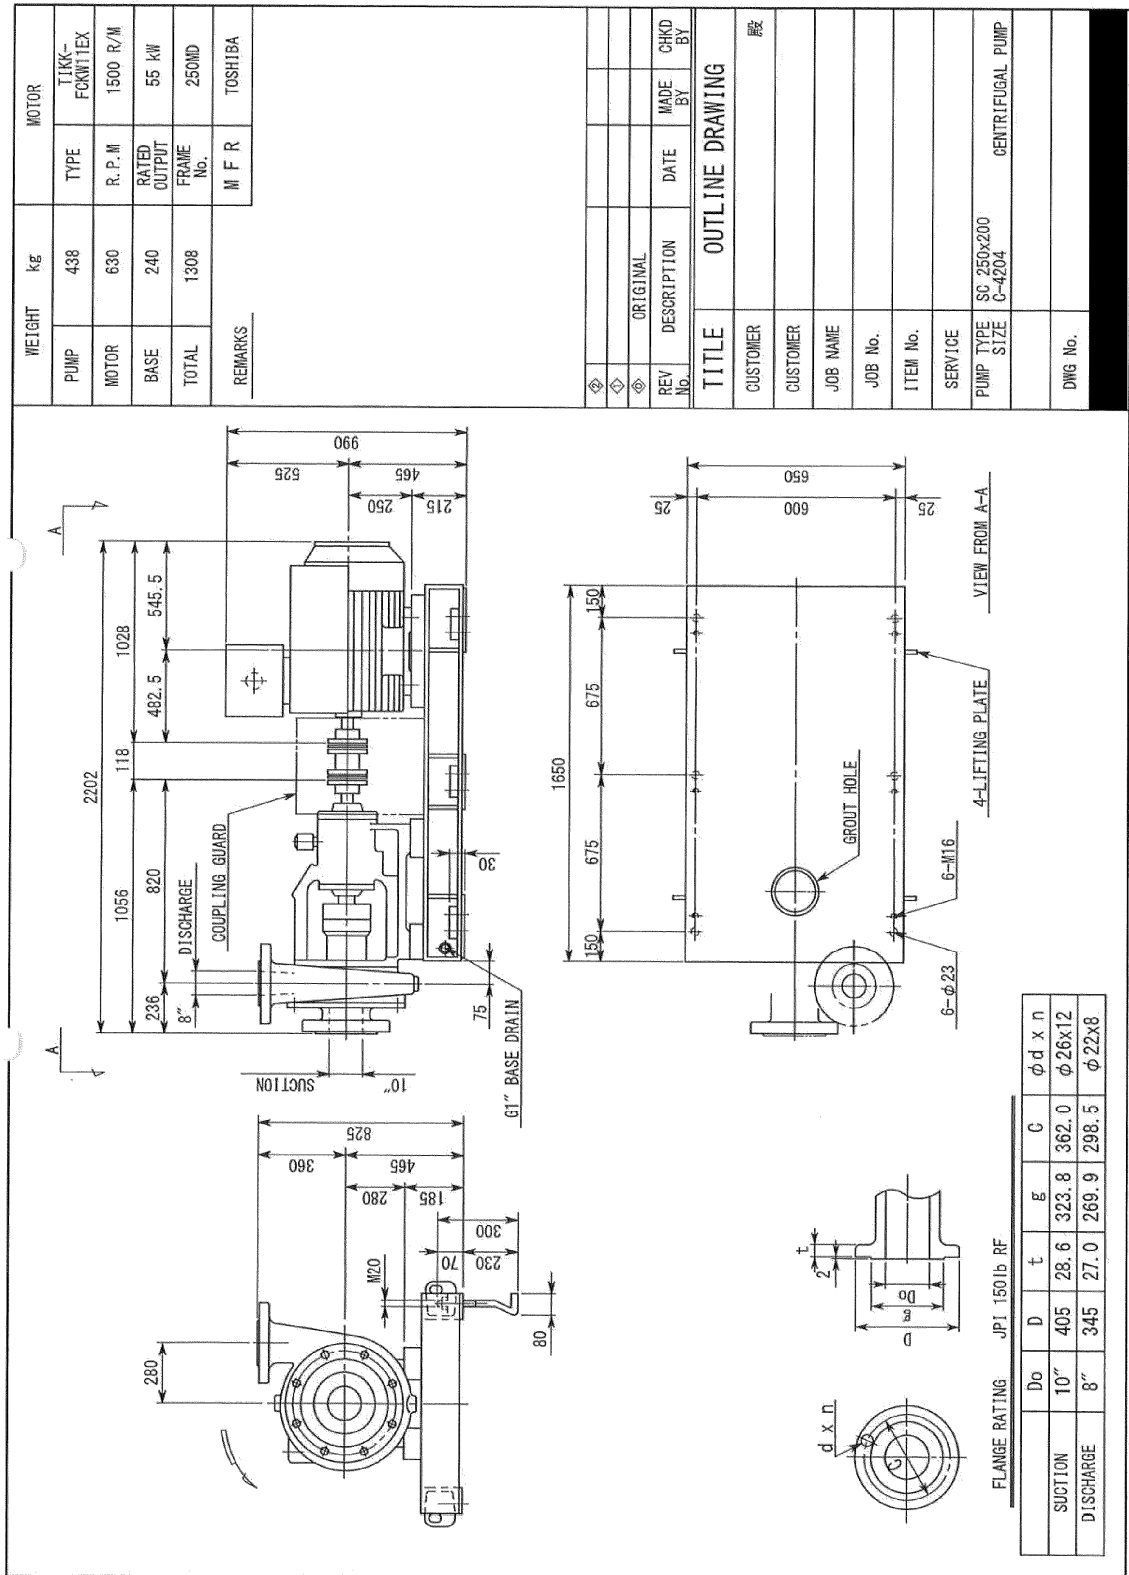 WEIGHT kg
MOTOR
PUMP 438 TYPE TIKK-
FCKW11EX
MOTOR 630 R.P.M 1500 R/M
BASE 240 RATED
OUTPUT 55 kW
TOTAL 1308 FRAME
No. 250MD
REMARKS
M F R TOSHIBA
2
1
0 ORIGINAL
REV
No. DESCRIPTION DATE MADE
BY CHKD
BY
TITLE OUTLINE DRAWING
CUSTOMER 殿
CUSTOMER
JOB NAME
JOB No.
ITEM No.
SERVICE
PUMP TYPE
SIZE
SC 250x200
C-4204
CENTRIFUGAL PUMP
DWG No.
A
A
2202
1056
118
1028
236
820
482.5
545.5
8"
DISCHARGE
COUPLING GUARD
SUCTION
10"
75
G1" BASE DRAIN
30
525
990
465
250
215
280
360
825
465
280
185
M20
70
300
230
80
1650
150
675
675
150
25
600
650
25
GROUT HOLE
6-φ23
6-M16
4-LIFTING PLATE
VIEW FROM A-A
d x n
C
2
t
Do
g
D
FLANGE RATING JPI 150lb RF
Do D t g C φd x n
SUCTION 10" 405 28.6 323.8 362.0 φ26x12
DISCHARGE 8" 345 27.0 269.9 298.5 φ22x8